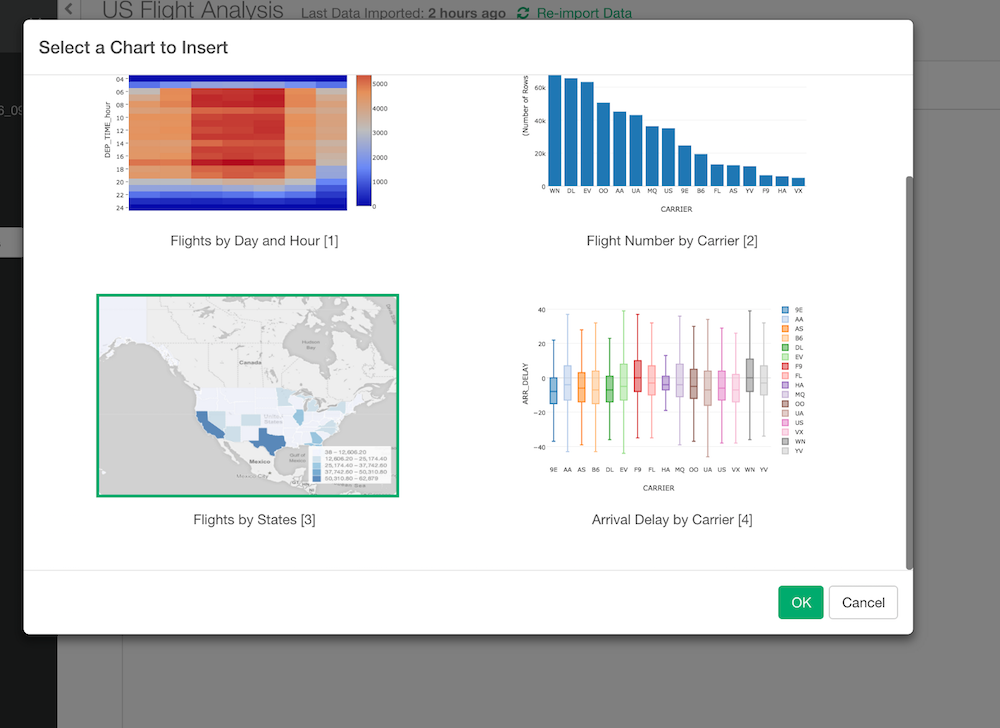 US Flight Analysis Last Data Imported: 2 hours ago Re-import Data
Select a Chart to Insert
04
06
08
10
12
14
16
18
20
22
24
DEP_TIME_hour
5000
4000
3000
2000
1000
0
Flights by Day and Hour [1]
(Number of Rows
60k
40k
20k
0
WN DL EV OO AA UA MQ US 9E B6 FL AS YV F9 HA VX
CARRIER
Flight Number by Carrier [2]
Hudson
Bay
Canada
United
States
Mexico
Gulf of
Mexico
Mexico City
38 – 12,606.20
12,606.20 – 25,174.40
25,174.40 – 37,742.60
37,742.60 – 50,310.80
50,310.80 – 62,879
Flights by States [3]
ARR_DELAY
40
20
0
−20
−40
9E AA AS B6 DL EV F9 FL HA MQ OO UA US VX WN YV
CARRIER
9E
AA
AS
B6
DL
EV
F9
FL
HA
MQ
OO
UA
US
VX
WN
YV
Arrival Delay by Carrier [4]
OK
Cancel